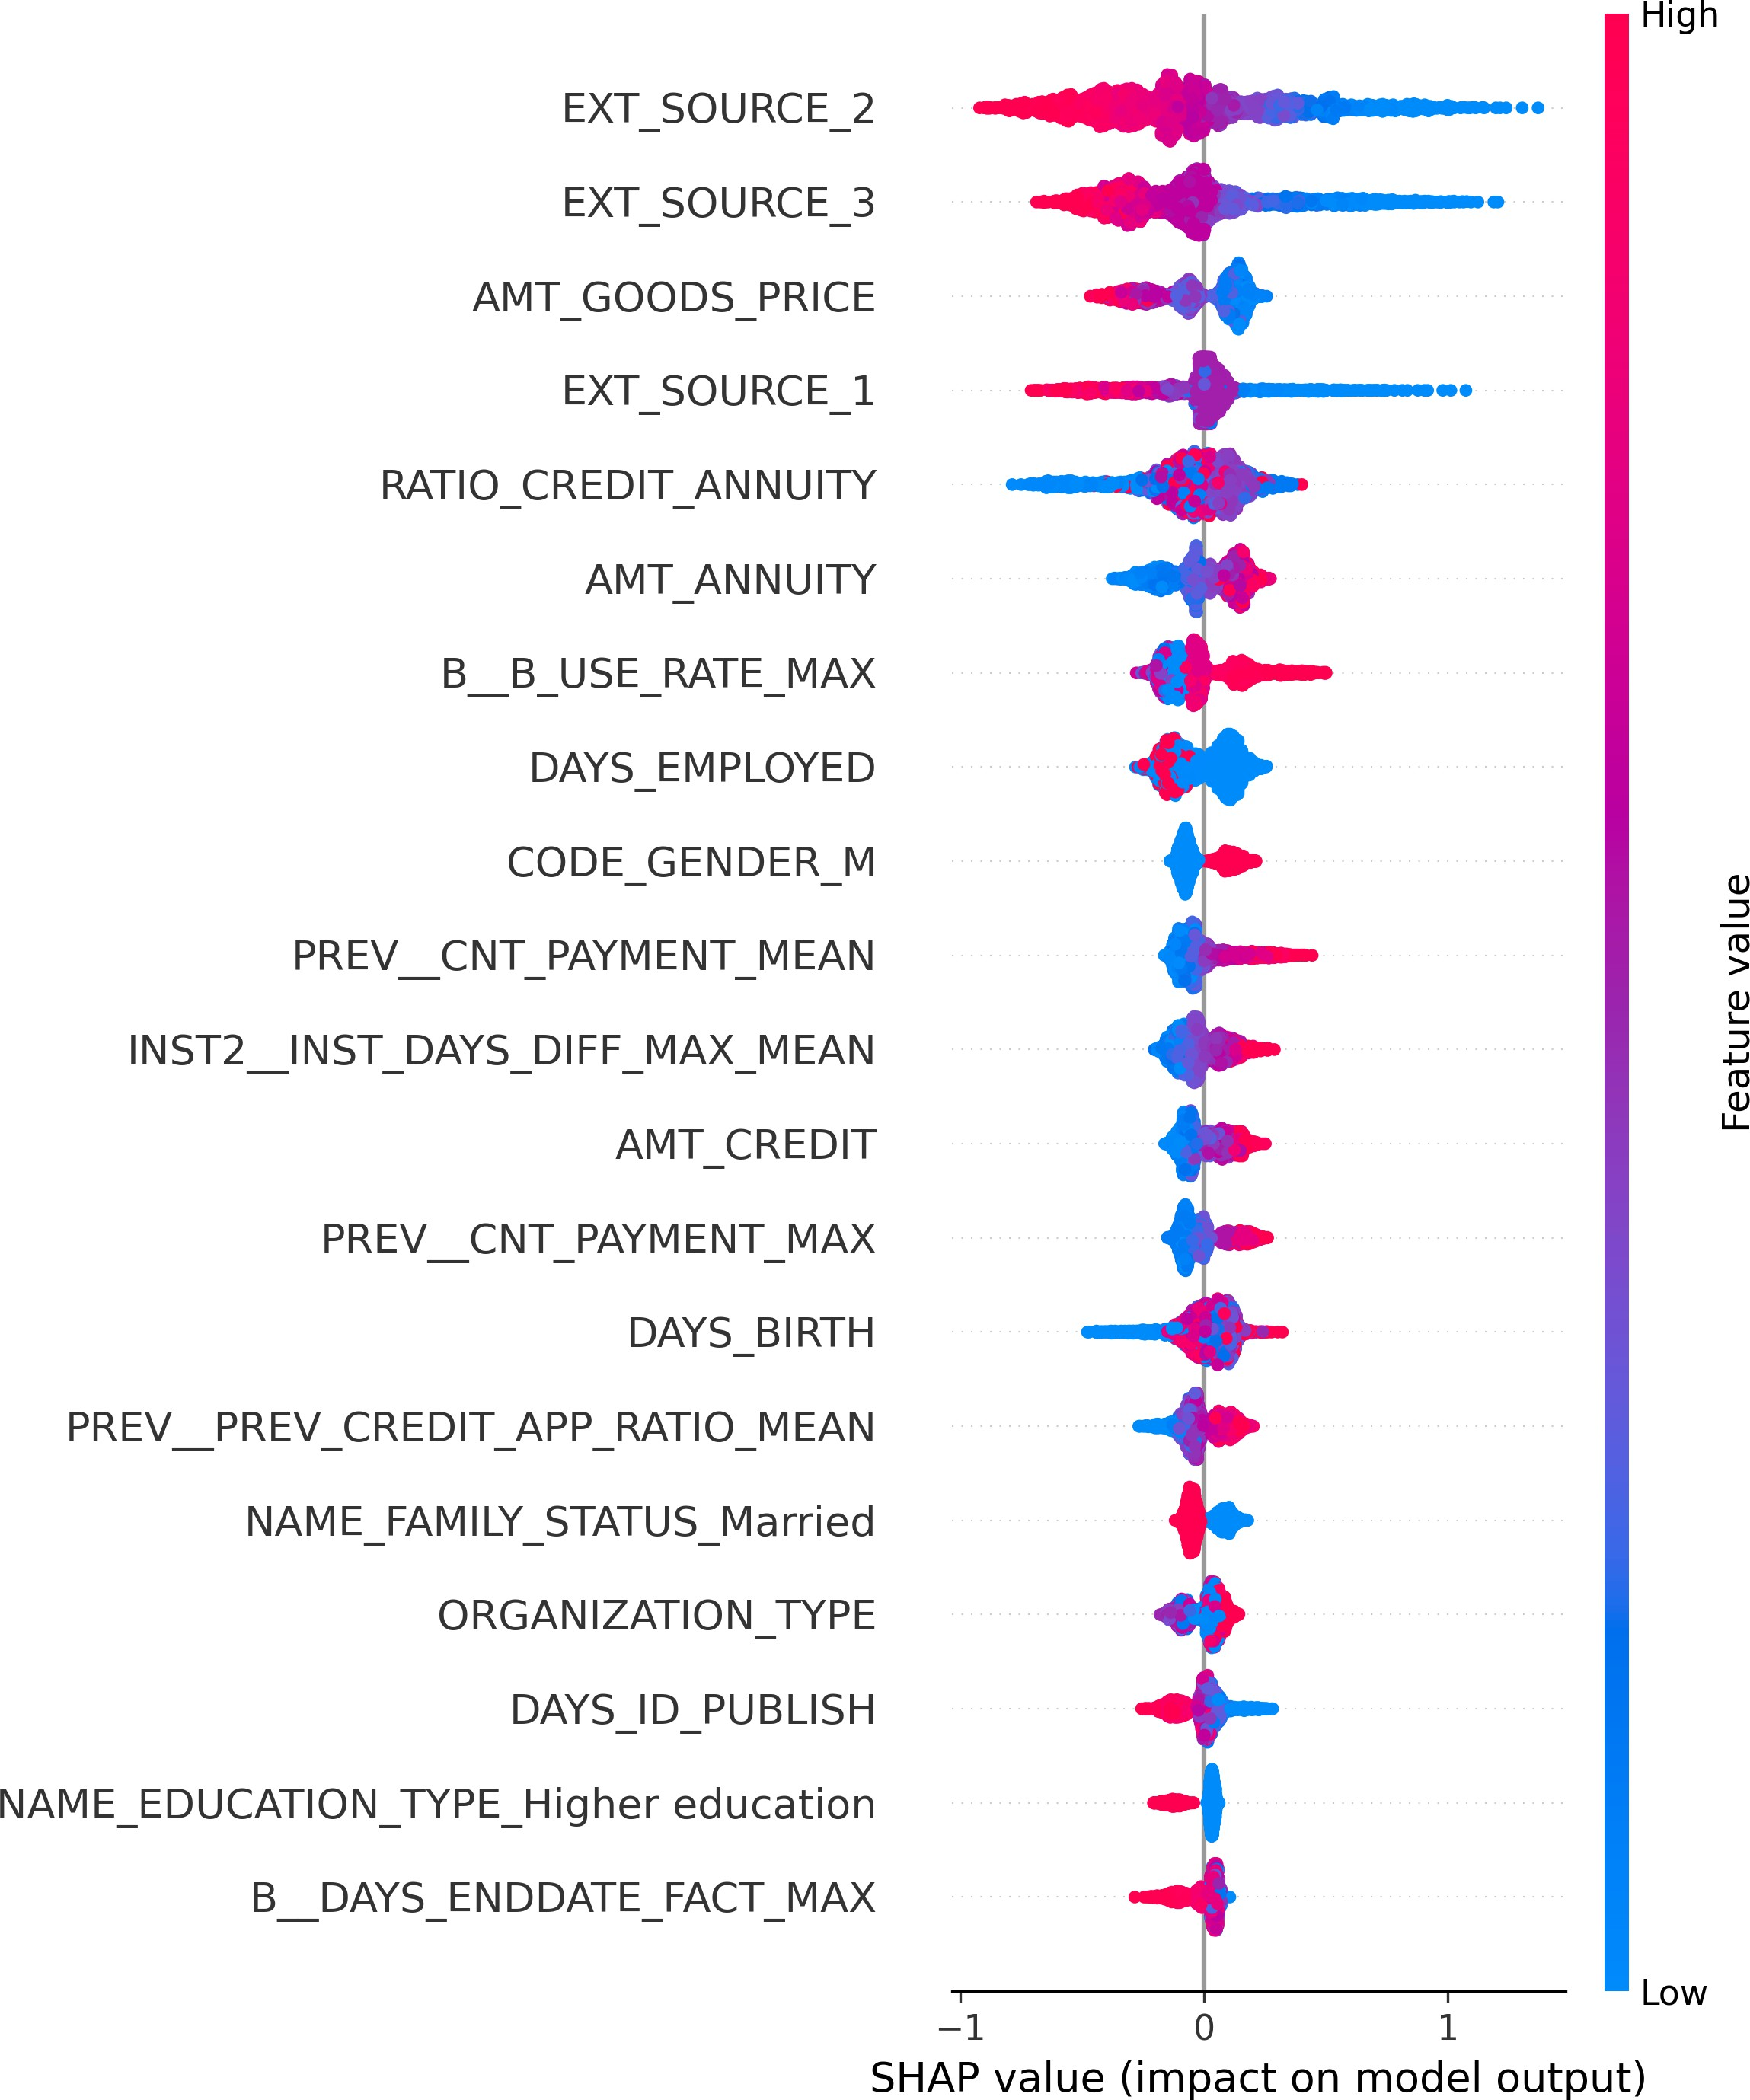 High
EXT_SOURCE_2
EXT_SOURCE_3
AMT_GOODS_PRICE
EXT_SOURCE_1
RATIO_CREDIT_ANNUITY
AMT_ANNUITY
B__B_USE_RATE_MAX
DAYS_EMPLOYED
CODE_GENDER_M
PREV__CNT_PAYMENT_MEAN
INST2__INST_DAYS_DIFF_MAX_MEAN
AMT_CREDIT
PREV__CNT_PAYMENT_MAX
DAYS_BIRTH
PREV__PREV_CREDIT_APP_RATIO_MEAN
NAME_FAMILY_STATUS_Married
ORGANIZATION_TYPE
DAYS_ID_PUBLISH
NAME_EDUCATION_TYPE_Higher education
B__DAYS_ENDDATE_FACT_MAX
Feature value
Low
−1 0 1
SHAP value (impact on model output)